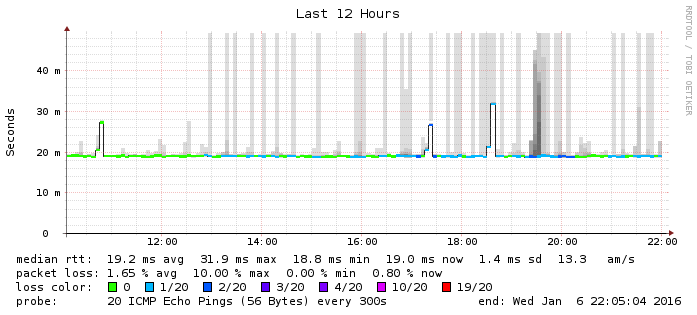 Last 12 Hours
RRDTOOL / TOBI OETIKER
Seconds
40 m
30 m
20 m
10 m
0
12:00 14:00 16:00 18:00 20:00 22:00
median rtt: 19.2 ms avg 31.9 ms max 18.8 ms min 19.0 ms now 1.4 ms sd 13.3 am/s
packet loss: 1.65 % avg 10.00 % max 0.00 % min 0.80 % now
loss color: 0 1/20 2/20 3/20 4/20 10/20 19/20
probe: 20 ICMP Echo Pings (56 Bytes) every 300s end: Wed Jan 6 22:05:04 2016